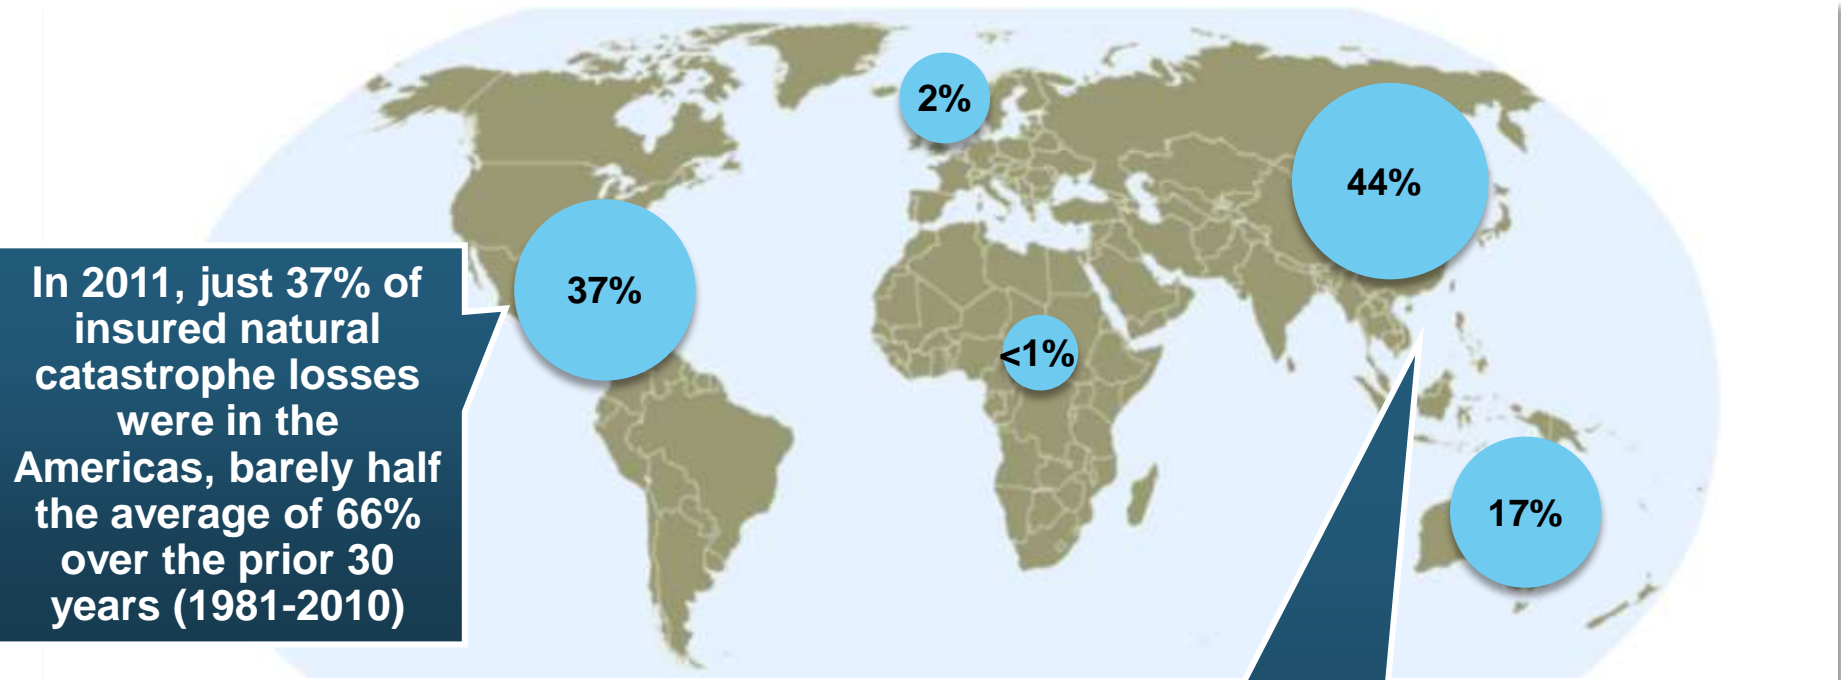 2%
44%
37%
<1%
17%
In 2011, just 37% of
insured natural
catastrophe losses
were in the
Americas, barely half
the average of 66%
over the prior 30
years (1981-2010)